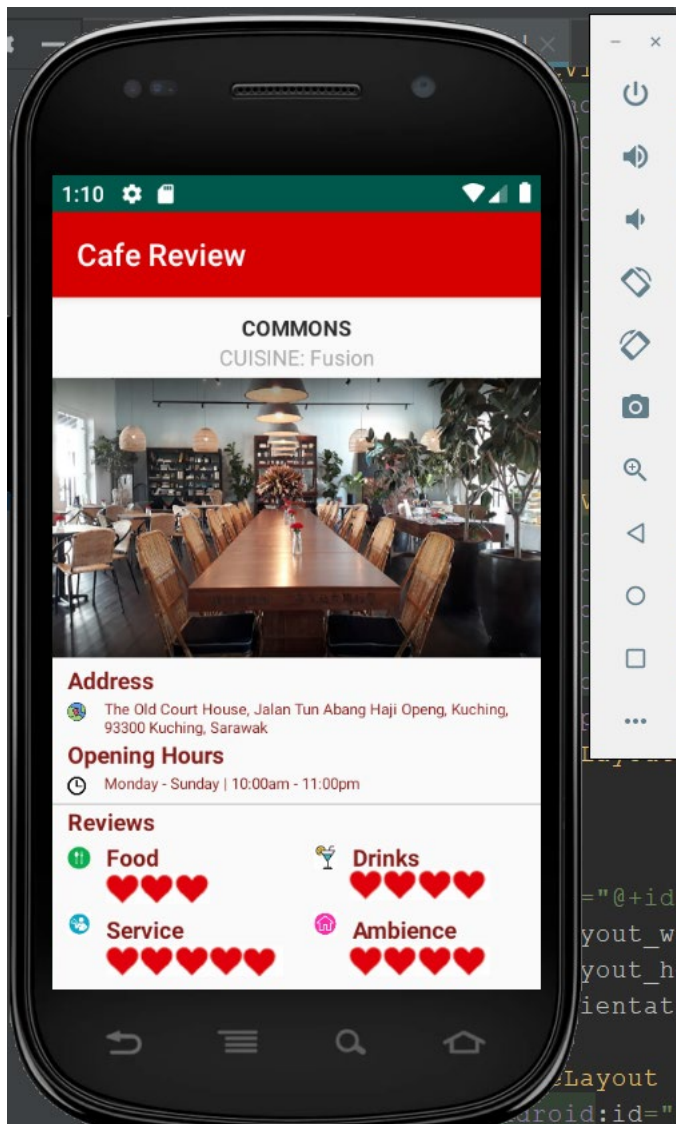 1:10
Cafe Review
COMMONS
CUISINE: Fusion
Address
The Old Court House, Jalan Tun Abang Haji Openg, Kuching,
93300 Kuching, Sarawak
Opening Hours
Monday - Sunday | 10:00am - 11:00pm
Reviews
Food
Drinks
Service
Ambience
="@+id
yout_w
yout_h
ientat
eLayout
droid:id="